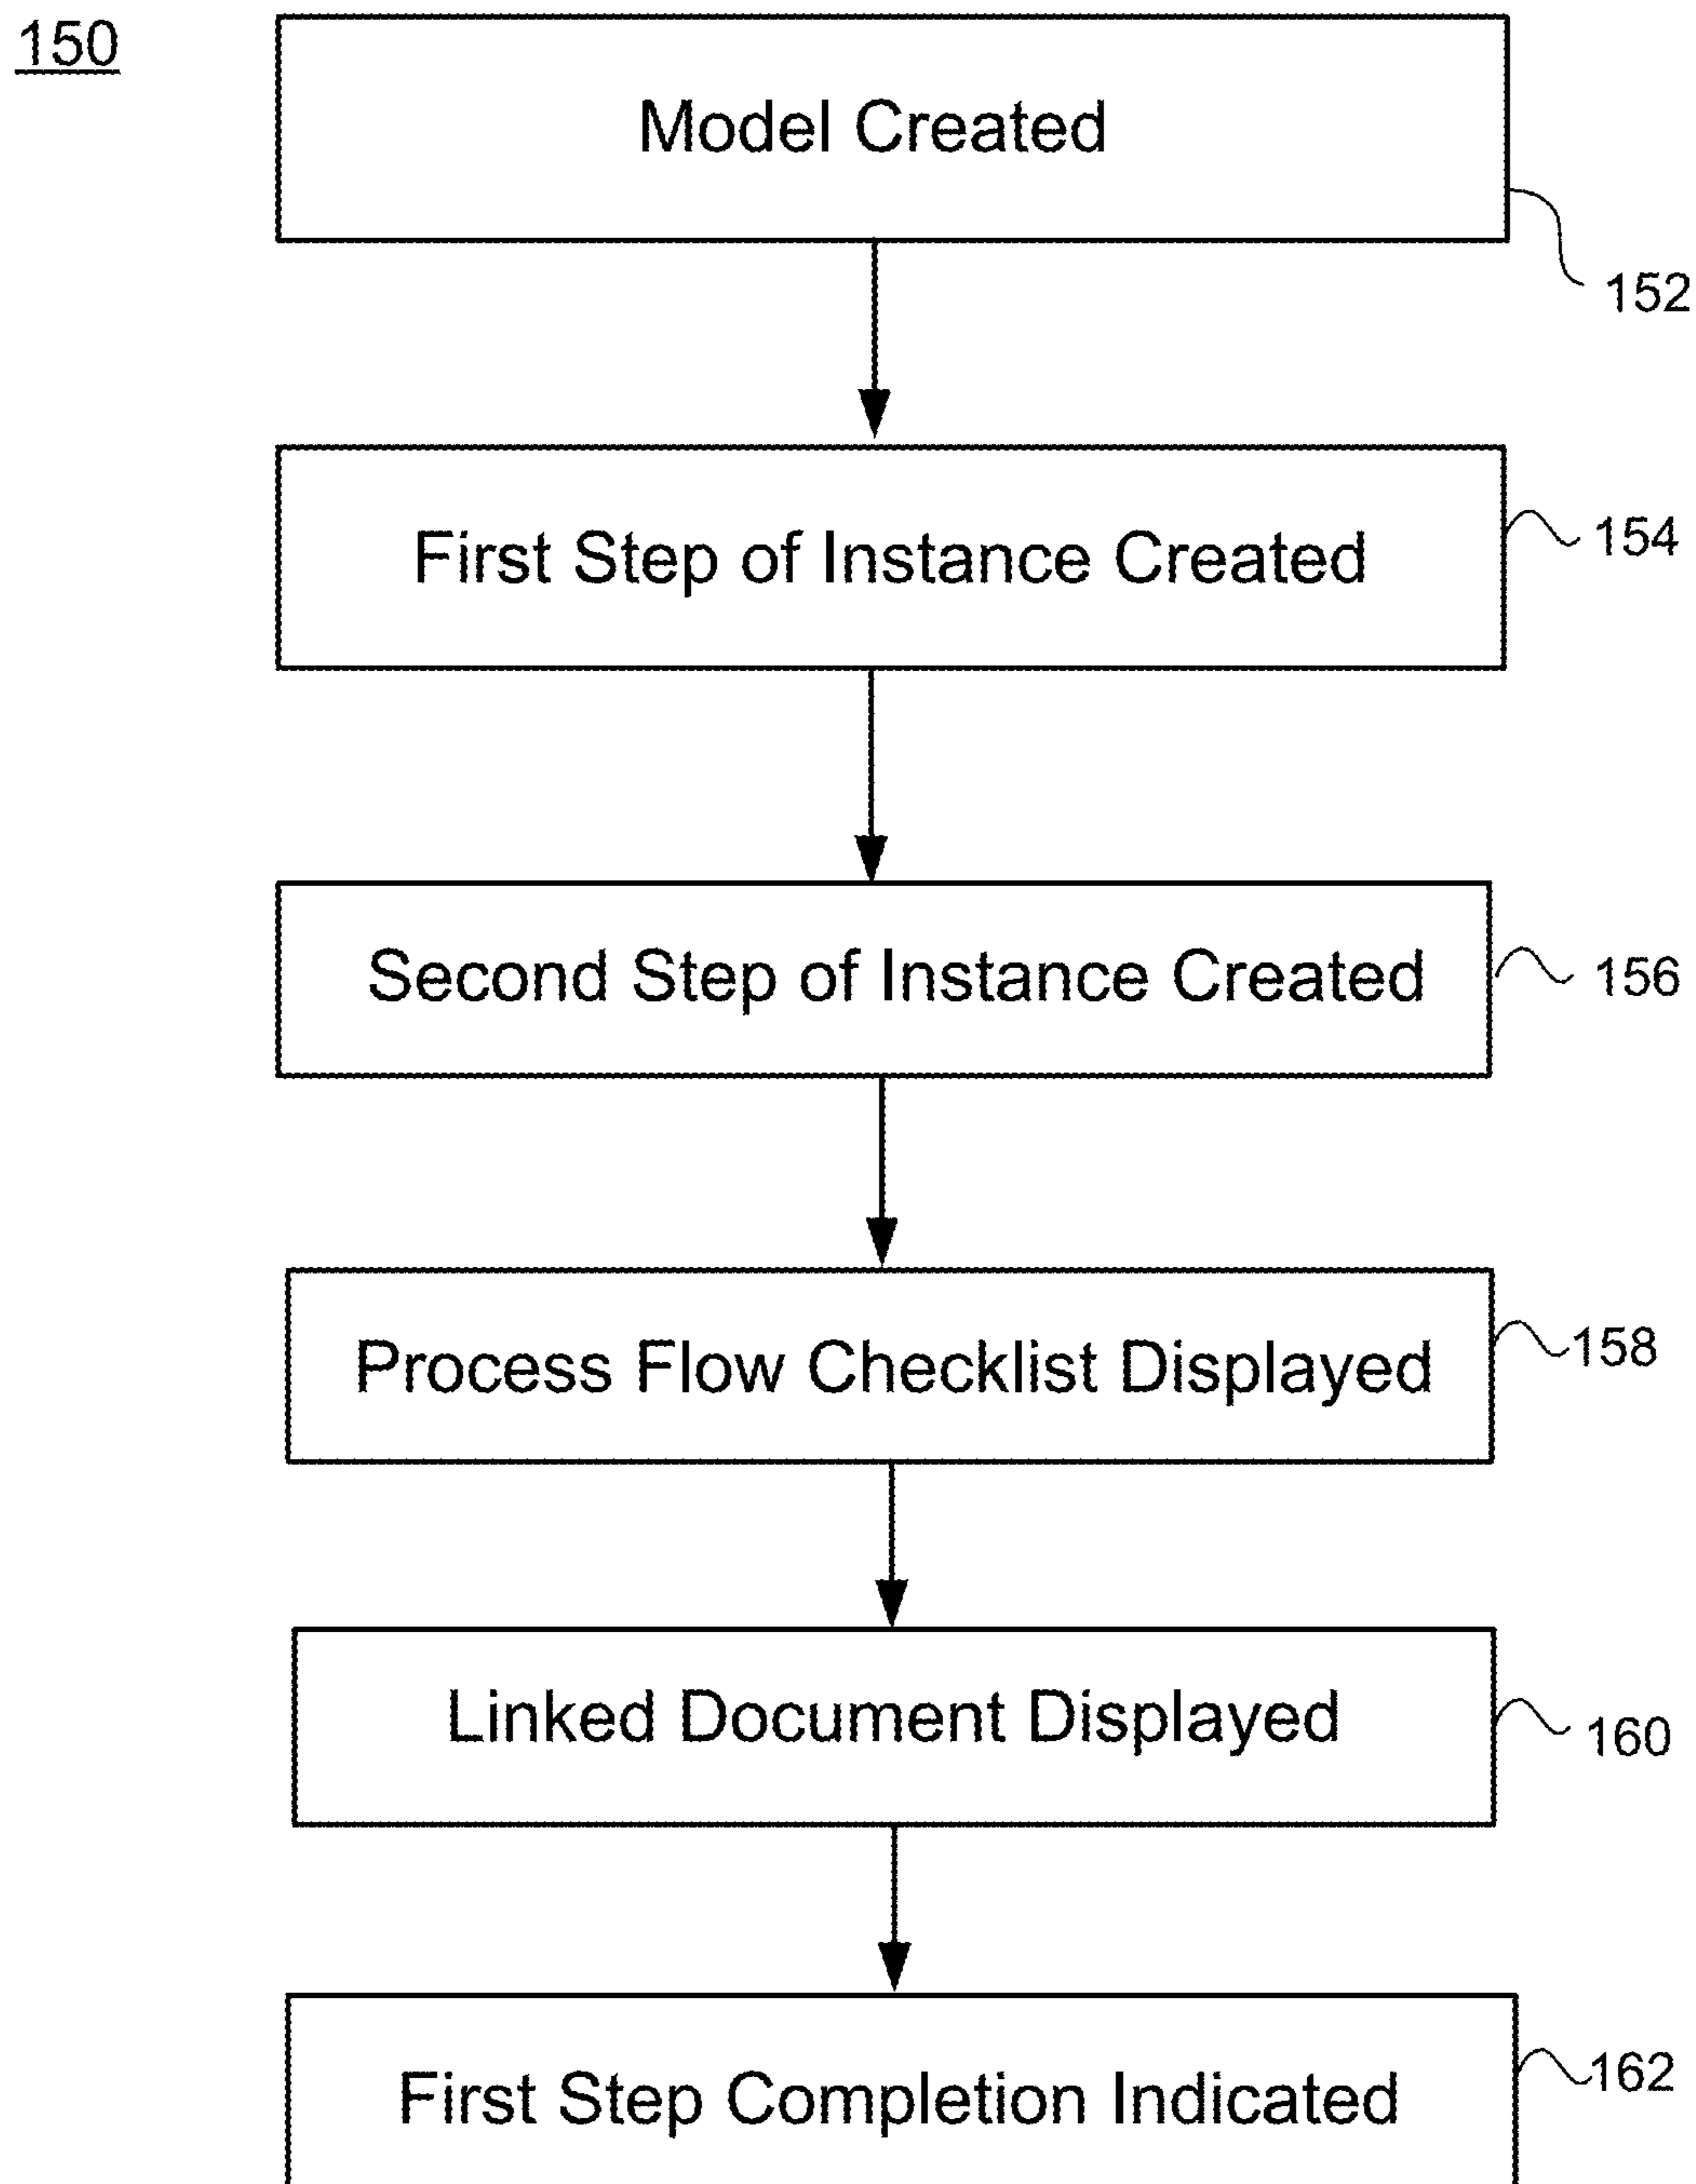 150
Model Created
152
First Step of Instance Created
154
Second Step of Instance Created
156
Process Flow Checklist Displayed
158
Linked Document Displayed
160
First Step Completion Indicated
162